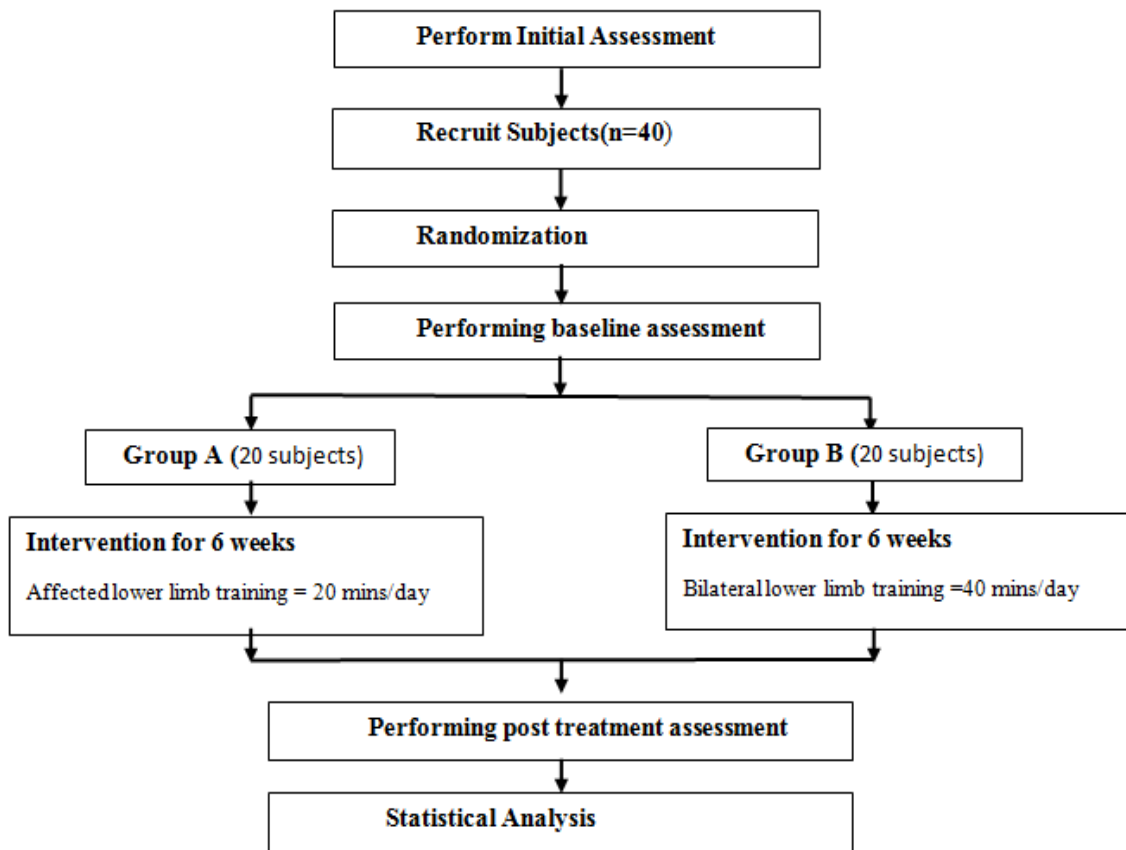 Perform Initial Assessment
Recruit Subjects(n=40)
Randomization
Performing baseline assessment
Group A (20 subjects)
Group B (20 subjects)
Intervention for 6 weeks
Affected lower limb training = 20 mins/day
Intervention for 6 weeks
Bilateral lower limb training =40 mins/day
Performing post treatment assessment
Statistical Analysis